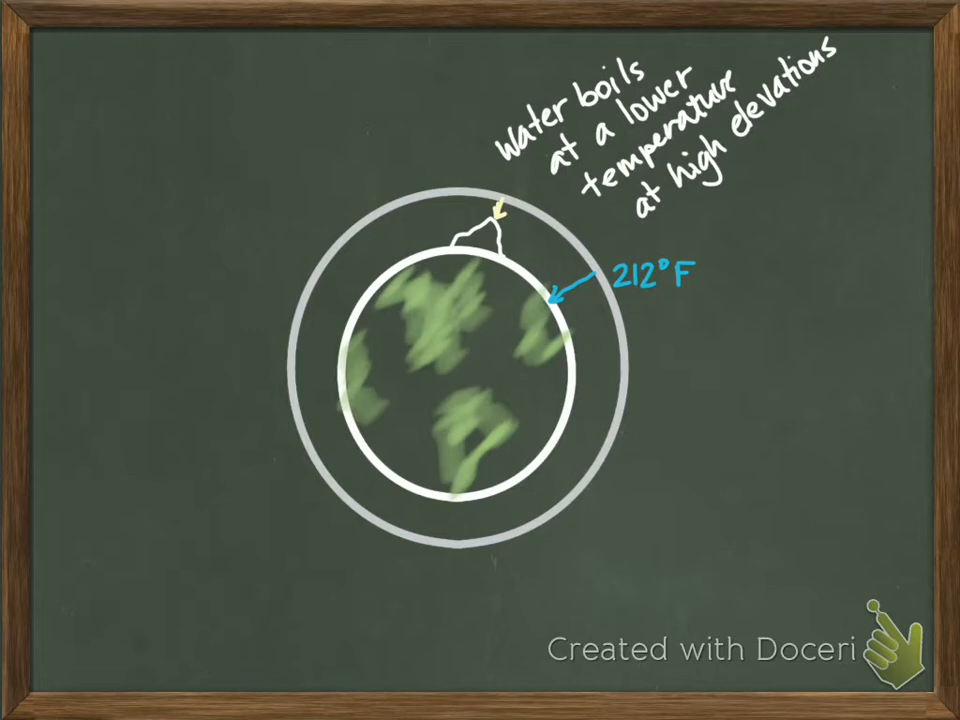 Water boils
at a lower
temperature
at high elevations
212°F
Created with Doceri